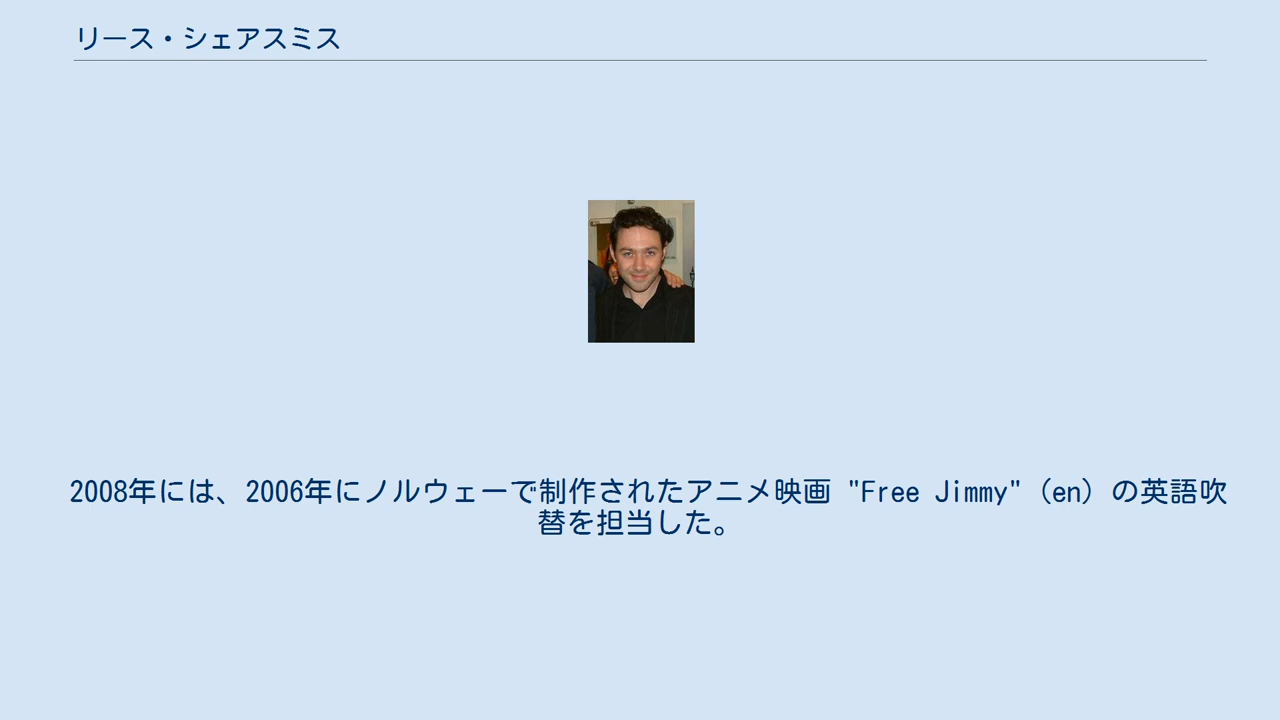 リース・シェアスミス
2008年には、2006年にノルウェーで制作されたアニメ映画 "Free Jimmy" (en) の英語吹
替を担当した。